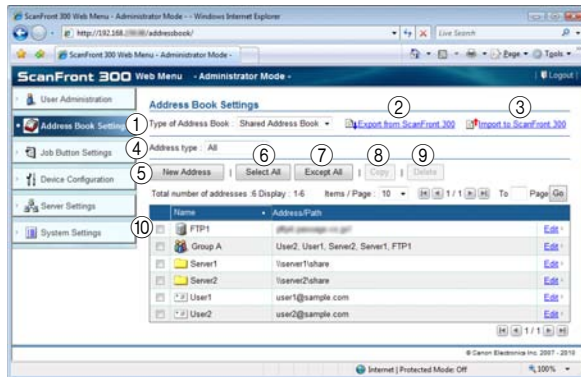 ScanFront 300 Web Menu - Administrator Mode - - Windows Internet Explorer
http://192.168. /addressbook/
Live Search
ScanFront 300 Web Menu - Administrator Mode -
Page Tools
ScanFront 300 Web Menu - Administrator Mode -
Logout
User Administration
Address Book Settings
② ③
Address Book Setting
① Type of Address Book : Shared Address Book
Export from ScanFront 300
Import to ScanFront 300
④ Address type : All
Job Button Settings
⑥ ⑦ ⑧ ⑨
⑤ New Address | Select All Except All | Copy | Delete
Device Configuration
Total number of addresses :6 Display : 1-6 Items / Page : 10 1 / 1 To Page Go
Server Settings
Name Address/Path
System Settings
⑩ FTP1 Edit
Group A User2, User1, Server2, Server1, FTP1 Edit
Server1 \\server1\share Edit
Server2 \\server2\share Edit
User1 user1@sample.com Edit
User2 user2@sample.com Edit
1 / 1
© Canon Electronics Inc. 2007 - 2010
Internet | Protected Mode: Off 100%